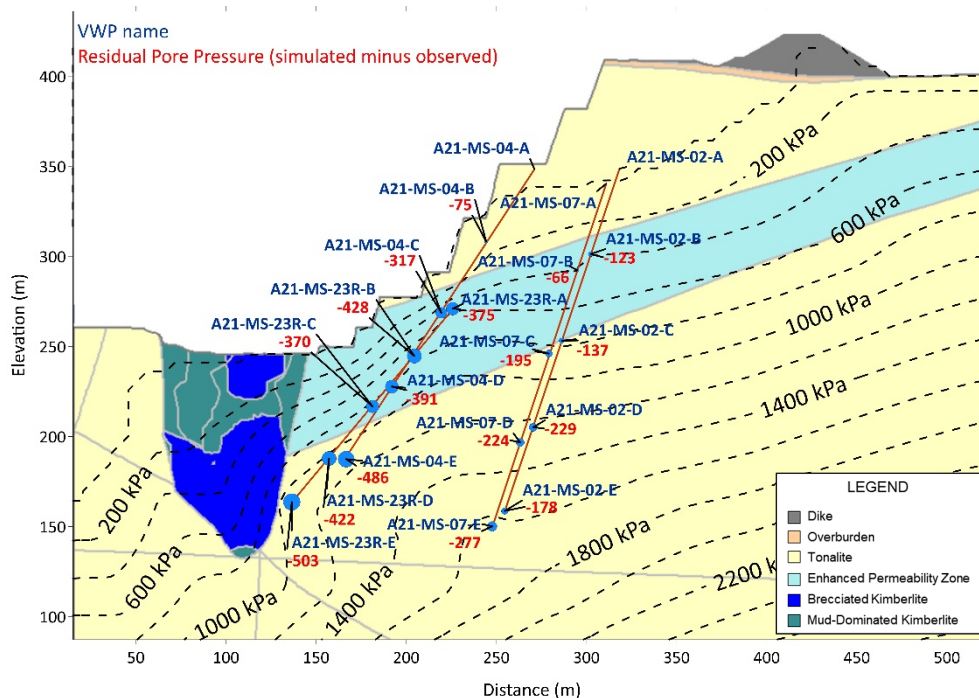 VWP name
Residual Pore Pressure (simulated minus observed)
400
350
300
250
200
150
100
Elevation (m)
50
100
150
200
250
300
350
400
450
500
Distance (m)
A21-MS-04-A
A21-MS-02-A
200 kPa
A21-MS-04-B
-75
A21-MS-07-A
600 kPa
A21-MS-04-C
-317
A21-MS-02-B
-123
A21-MS-07-B
-66
A21-MS-23R-B
-428
A21-MS-23R-A
-375
1000 kPa
A21-MS-23R-C
-370
A21-MS-07-C
-195
A21-MS-02-C
-137
A21-MS-04-D
-391
1400 kPa
A21-MS-07-D
-224
A21-MS-02-D
-229
A21-MS-04-E
-486
A21-MS-02-E
-178
A21-MS-23R-D
-422
A21-MS-07-E
-277
A21-MS-23R-E
-503
200 kPa
600 kPa
1000 kPa
1400 kPa
1800 kPa
2200 k
LEGEND
Dike
Overburden
Tonalite
Enhanced Permeability Zone
Brecciated Kimberlite
Mud-Dominated Kimberlite